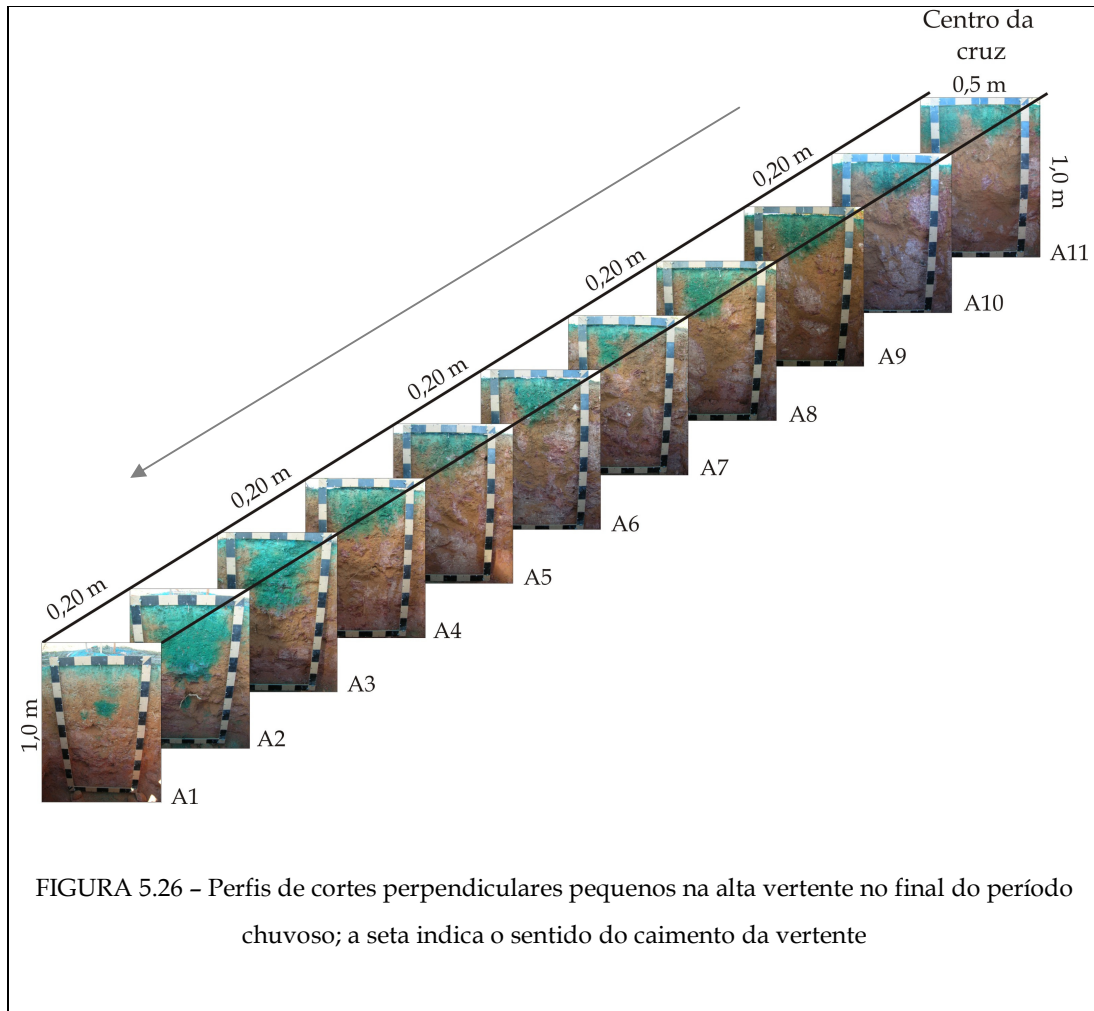 Centro da
cruz
0,5 m
0,20 m
1,0 m
A11
0,20 m
A10
A9
0,20 m
A8
A7
0,20 m
A6
A5
0,20 m
A4
A3
0,20 m
A2
1,0 m
A1
FIGURA 5.26 – Perfis de cortes perpendiculares pequenos na alta vertente no final do período
chuvoso; a seta indica o sentido do caimento da vertente